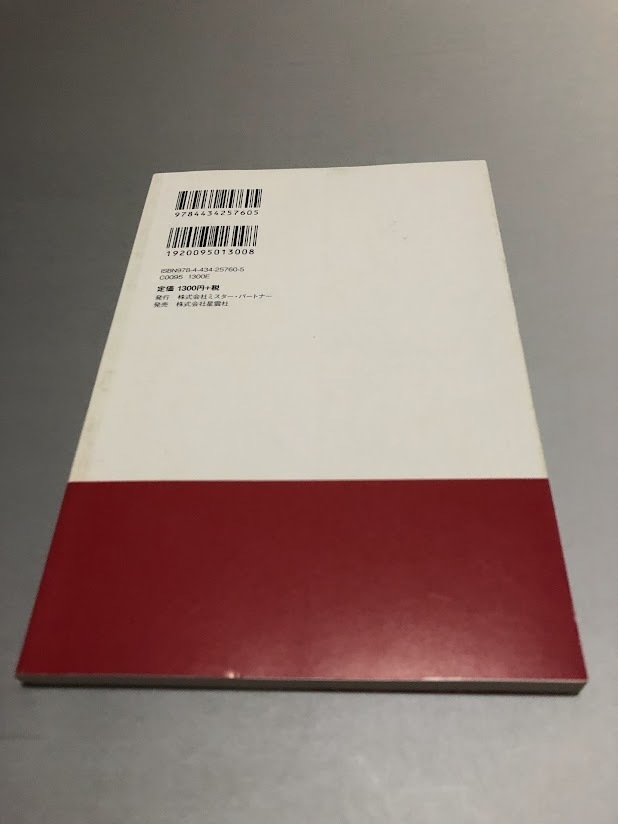 9784434257605
1920095013008
ISBN978-4-434-25760-5
C0095 1300E
定価 1300円+税
発行 株式会社ミスター・パートナー
発売 株式会社星雲社